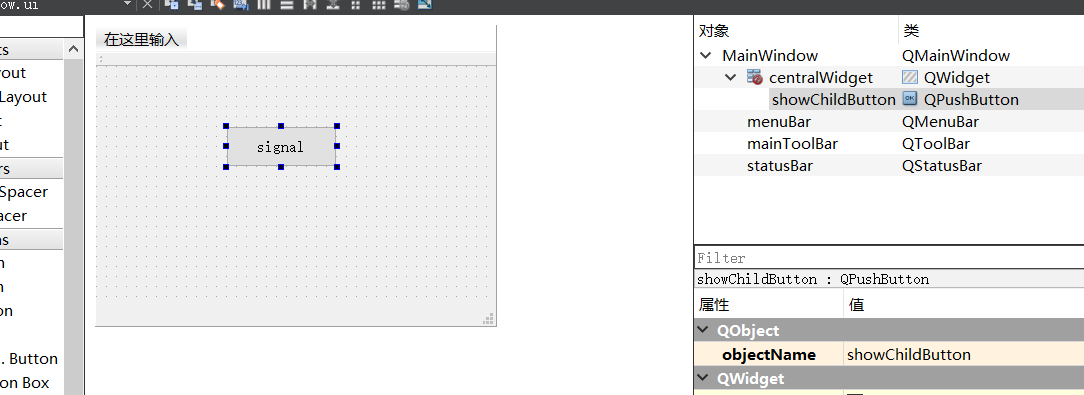 ow.ui
在这里输入
ts
yout
Layout
t
ut
rs
Spacer
acer
ns
n
n
on
. Button
on Box
signal
对象 类
MainWindow QMainWindow
centralWidget QWidget
showChildButton QPushButton
menuBar QMenuBar
mainToolBar QToolBar
statusBar QStatusBar
Filter
showChildButton : QPushButton
属性 值
QObject
objectName showChildButton
QWidget